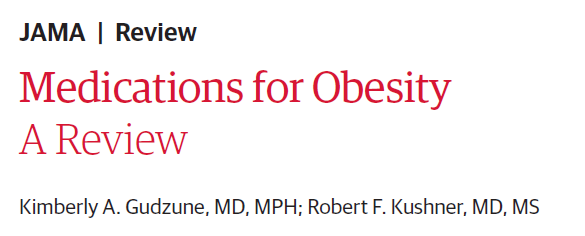 JAMA | Review
Medications for Obesity
A Review
Kimberly A. Gudzune, MD, MPH; Robert F. Kushner, MD, MS